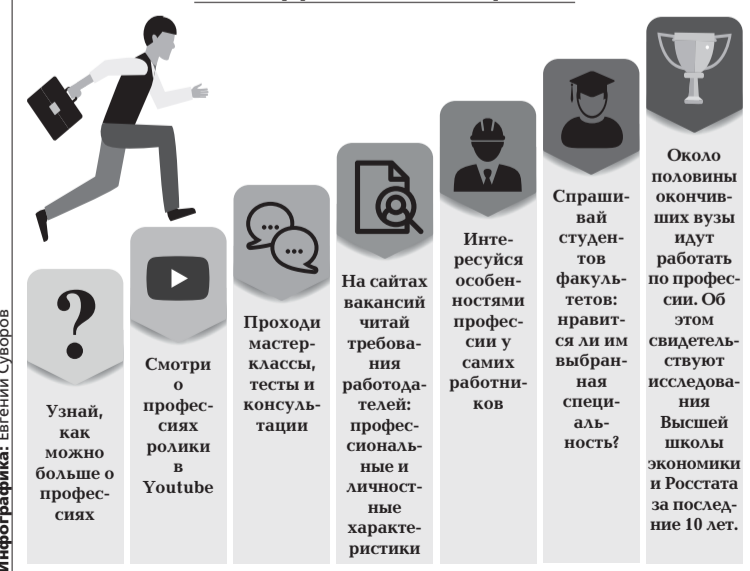 ?
Узнай,
как
можно
больше о
профес-
сиях
Смотри
о
профес-
сиях
ролики
в
Youtube
Проходи
мастер-
классы,
тесты и
консуль-
тации
На сайтах
вакансий
читай
требова-
ния
работода-
телей:
профес-
сиональ-
ные и
личност-
ные
характе-
ристики
Инте-
ресуйся
особен-
ностями
профес-
сии у
самих
работни-
ков
Спраши-
вай
студен-
тов
факуль-
тетов:
нравит-
ся ли им
выбран-
ная
специ-
аль-
ность?
Около
половины
окончив-
ших вузы
идут
работать
по профес-
сии. Об
этом
свидетель-
ствуют
исследова-
ния
Высшей
школы
экономики
и Росстата
за послед-
ние 10 лет.
Инфографика: Евгений Суворов